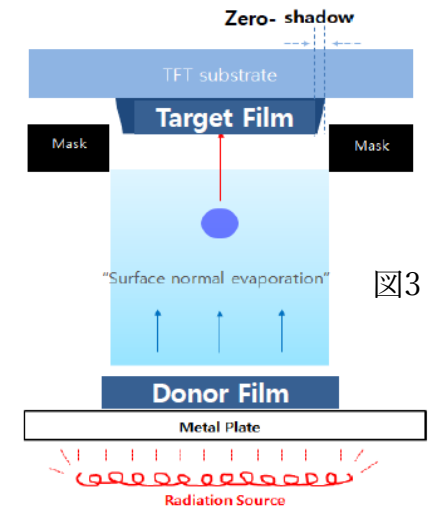 Zero- shadow
TFT substrate
Target Film
Mask
Mask
"Surface normal evaporation"
図3
Donor Film
Metal Plate
Radiation Source